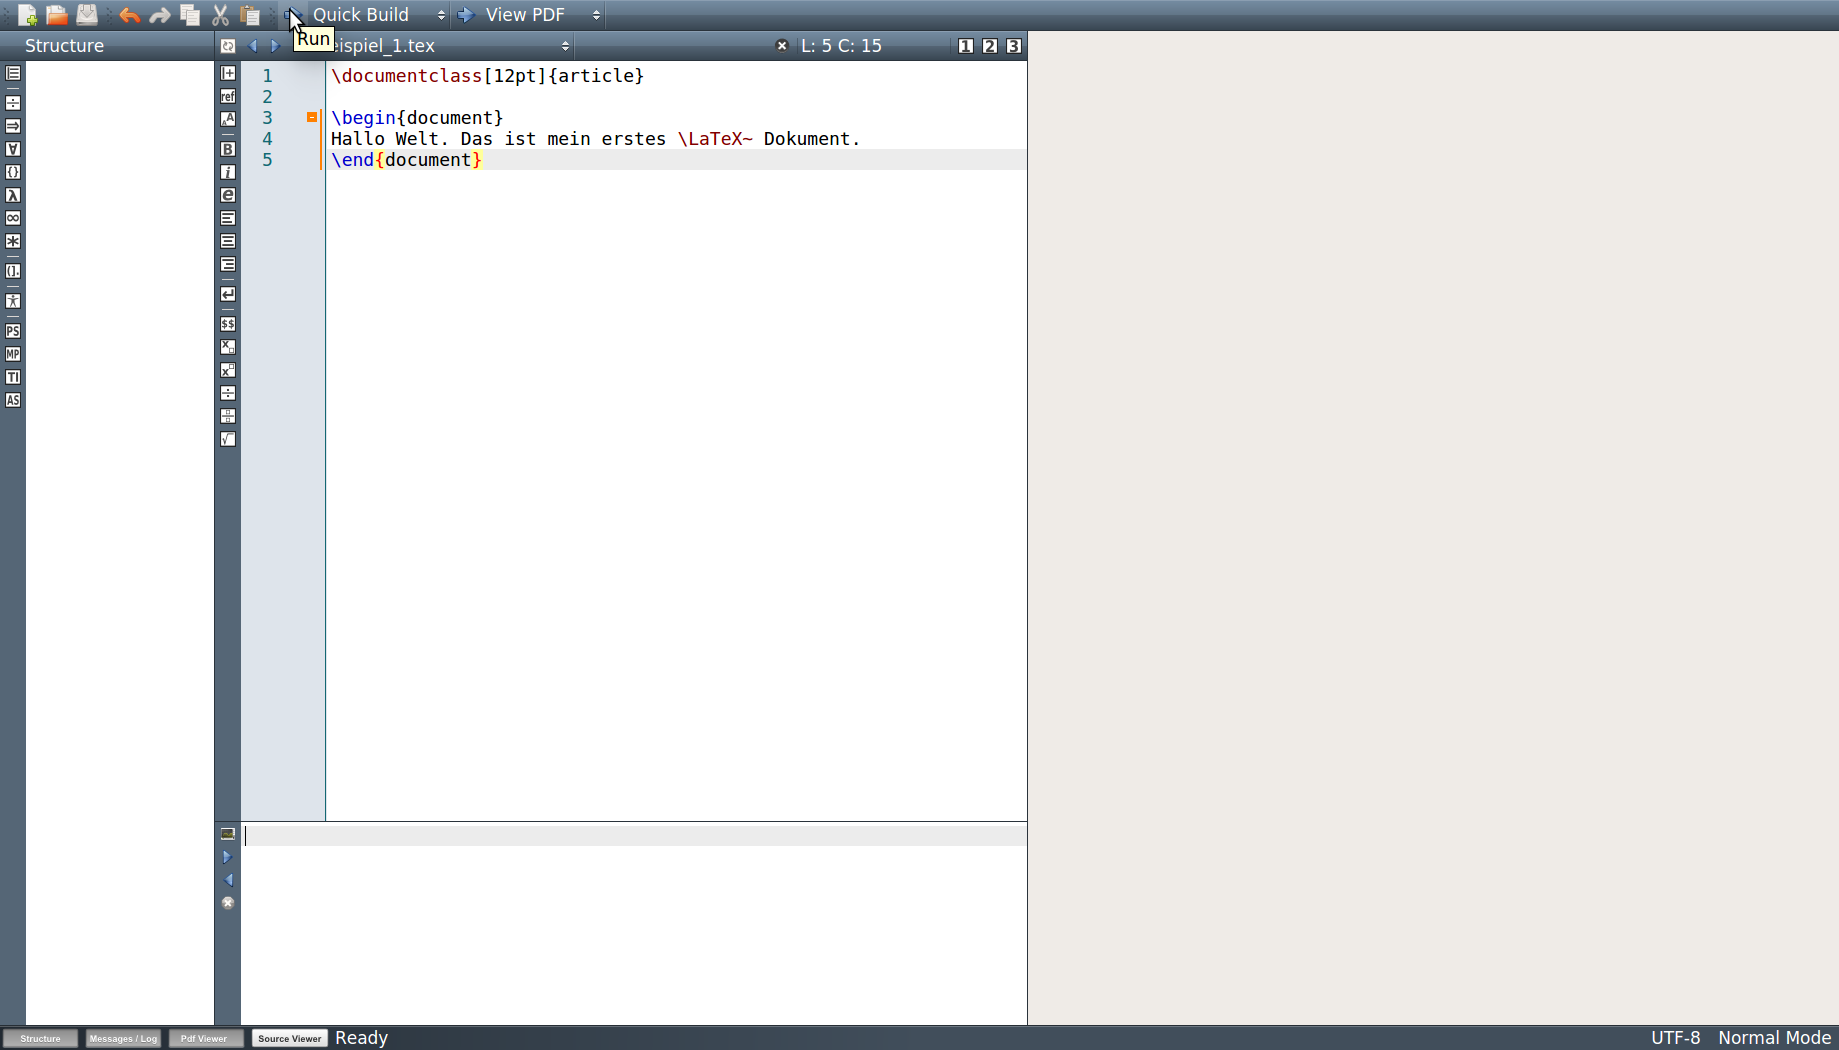 Quick Build
View PDF
Run
Structure
eispiel_1.tex
L: 5 C: 15
1 2 3
1 \documentclass[12pt]{article}
2
3 \begin{document}
4 Hallo Welt. Das ist mein erstes \LaTeX~ Dokument.
5 \end{document}
ref
B
i
e
$$
PS
MP
TI
AS
Structure
Messages / Log
Pdf Viewer
Source Viewer
Ready
UTF-8
Normal Mode